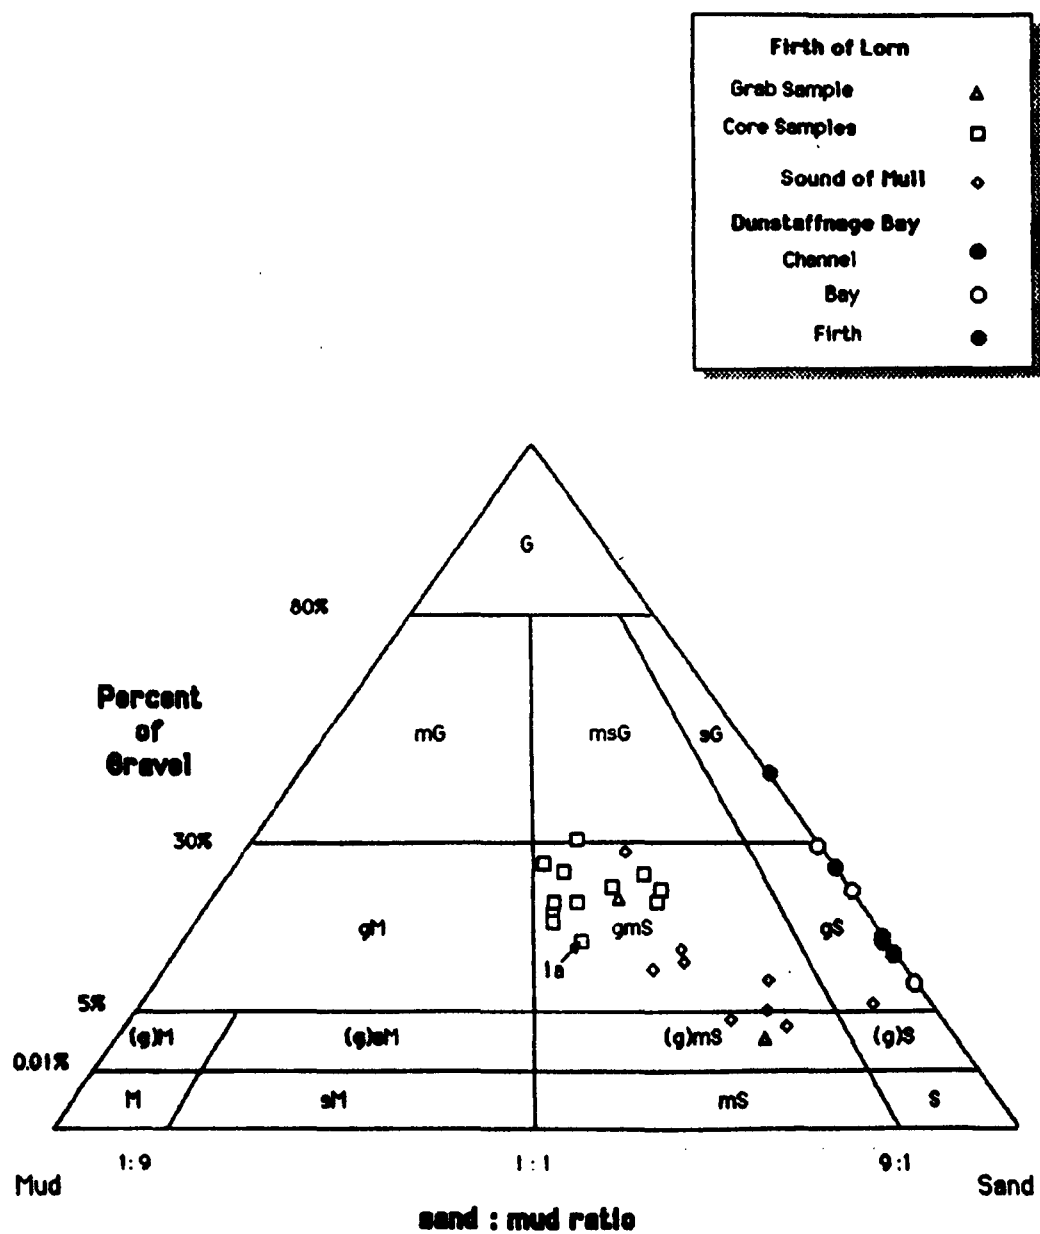 Firth of Lorn
Grab Sample
Core Samples
Sound of Mull
Dunstaffnage Bay
Channel
Bay
Firth
G
80%
Percent
of
Gravel
mG
msG
sG
30%
gM
gmS
gS
1a
5%
(g)M
(g)sM
(g)mS
(g)S
0.01%
M
sM
mS
S
1:9
1:1
9:1
Mud
Sand
sand : mud ratio